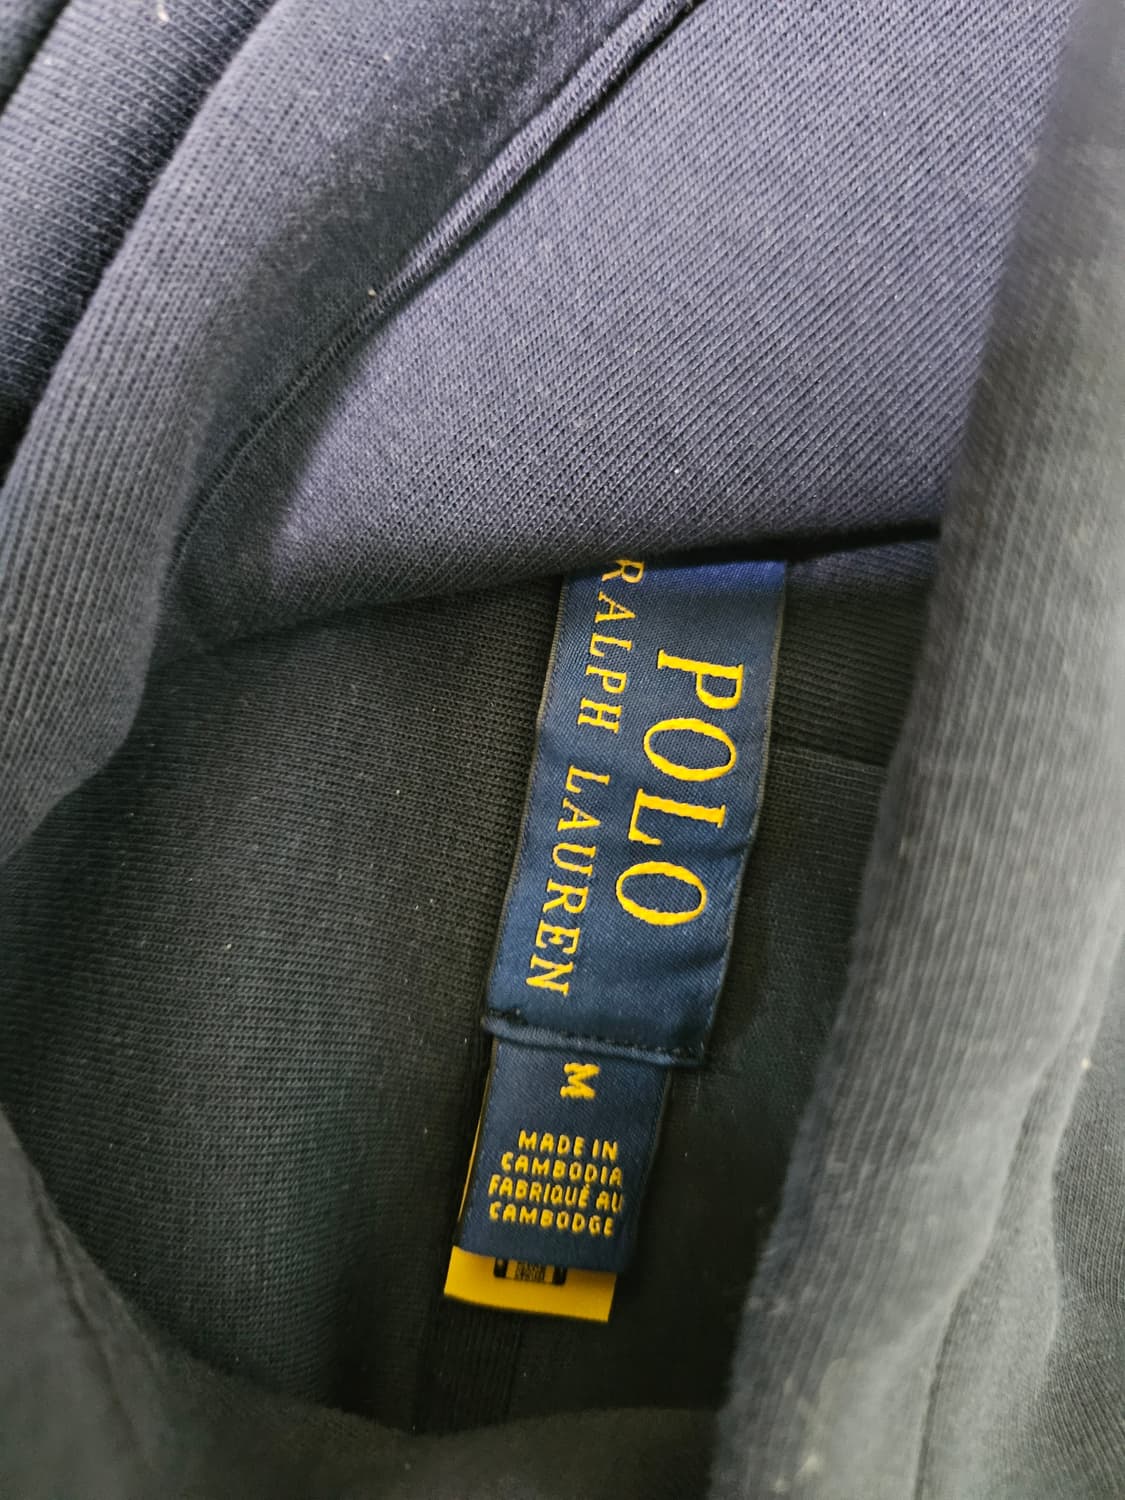 POLO
RALPH LAUREN
M
MADE IN
CAMBODIA
FABRIQUÉ AU
CAMBODGE